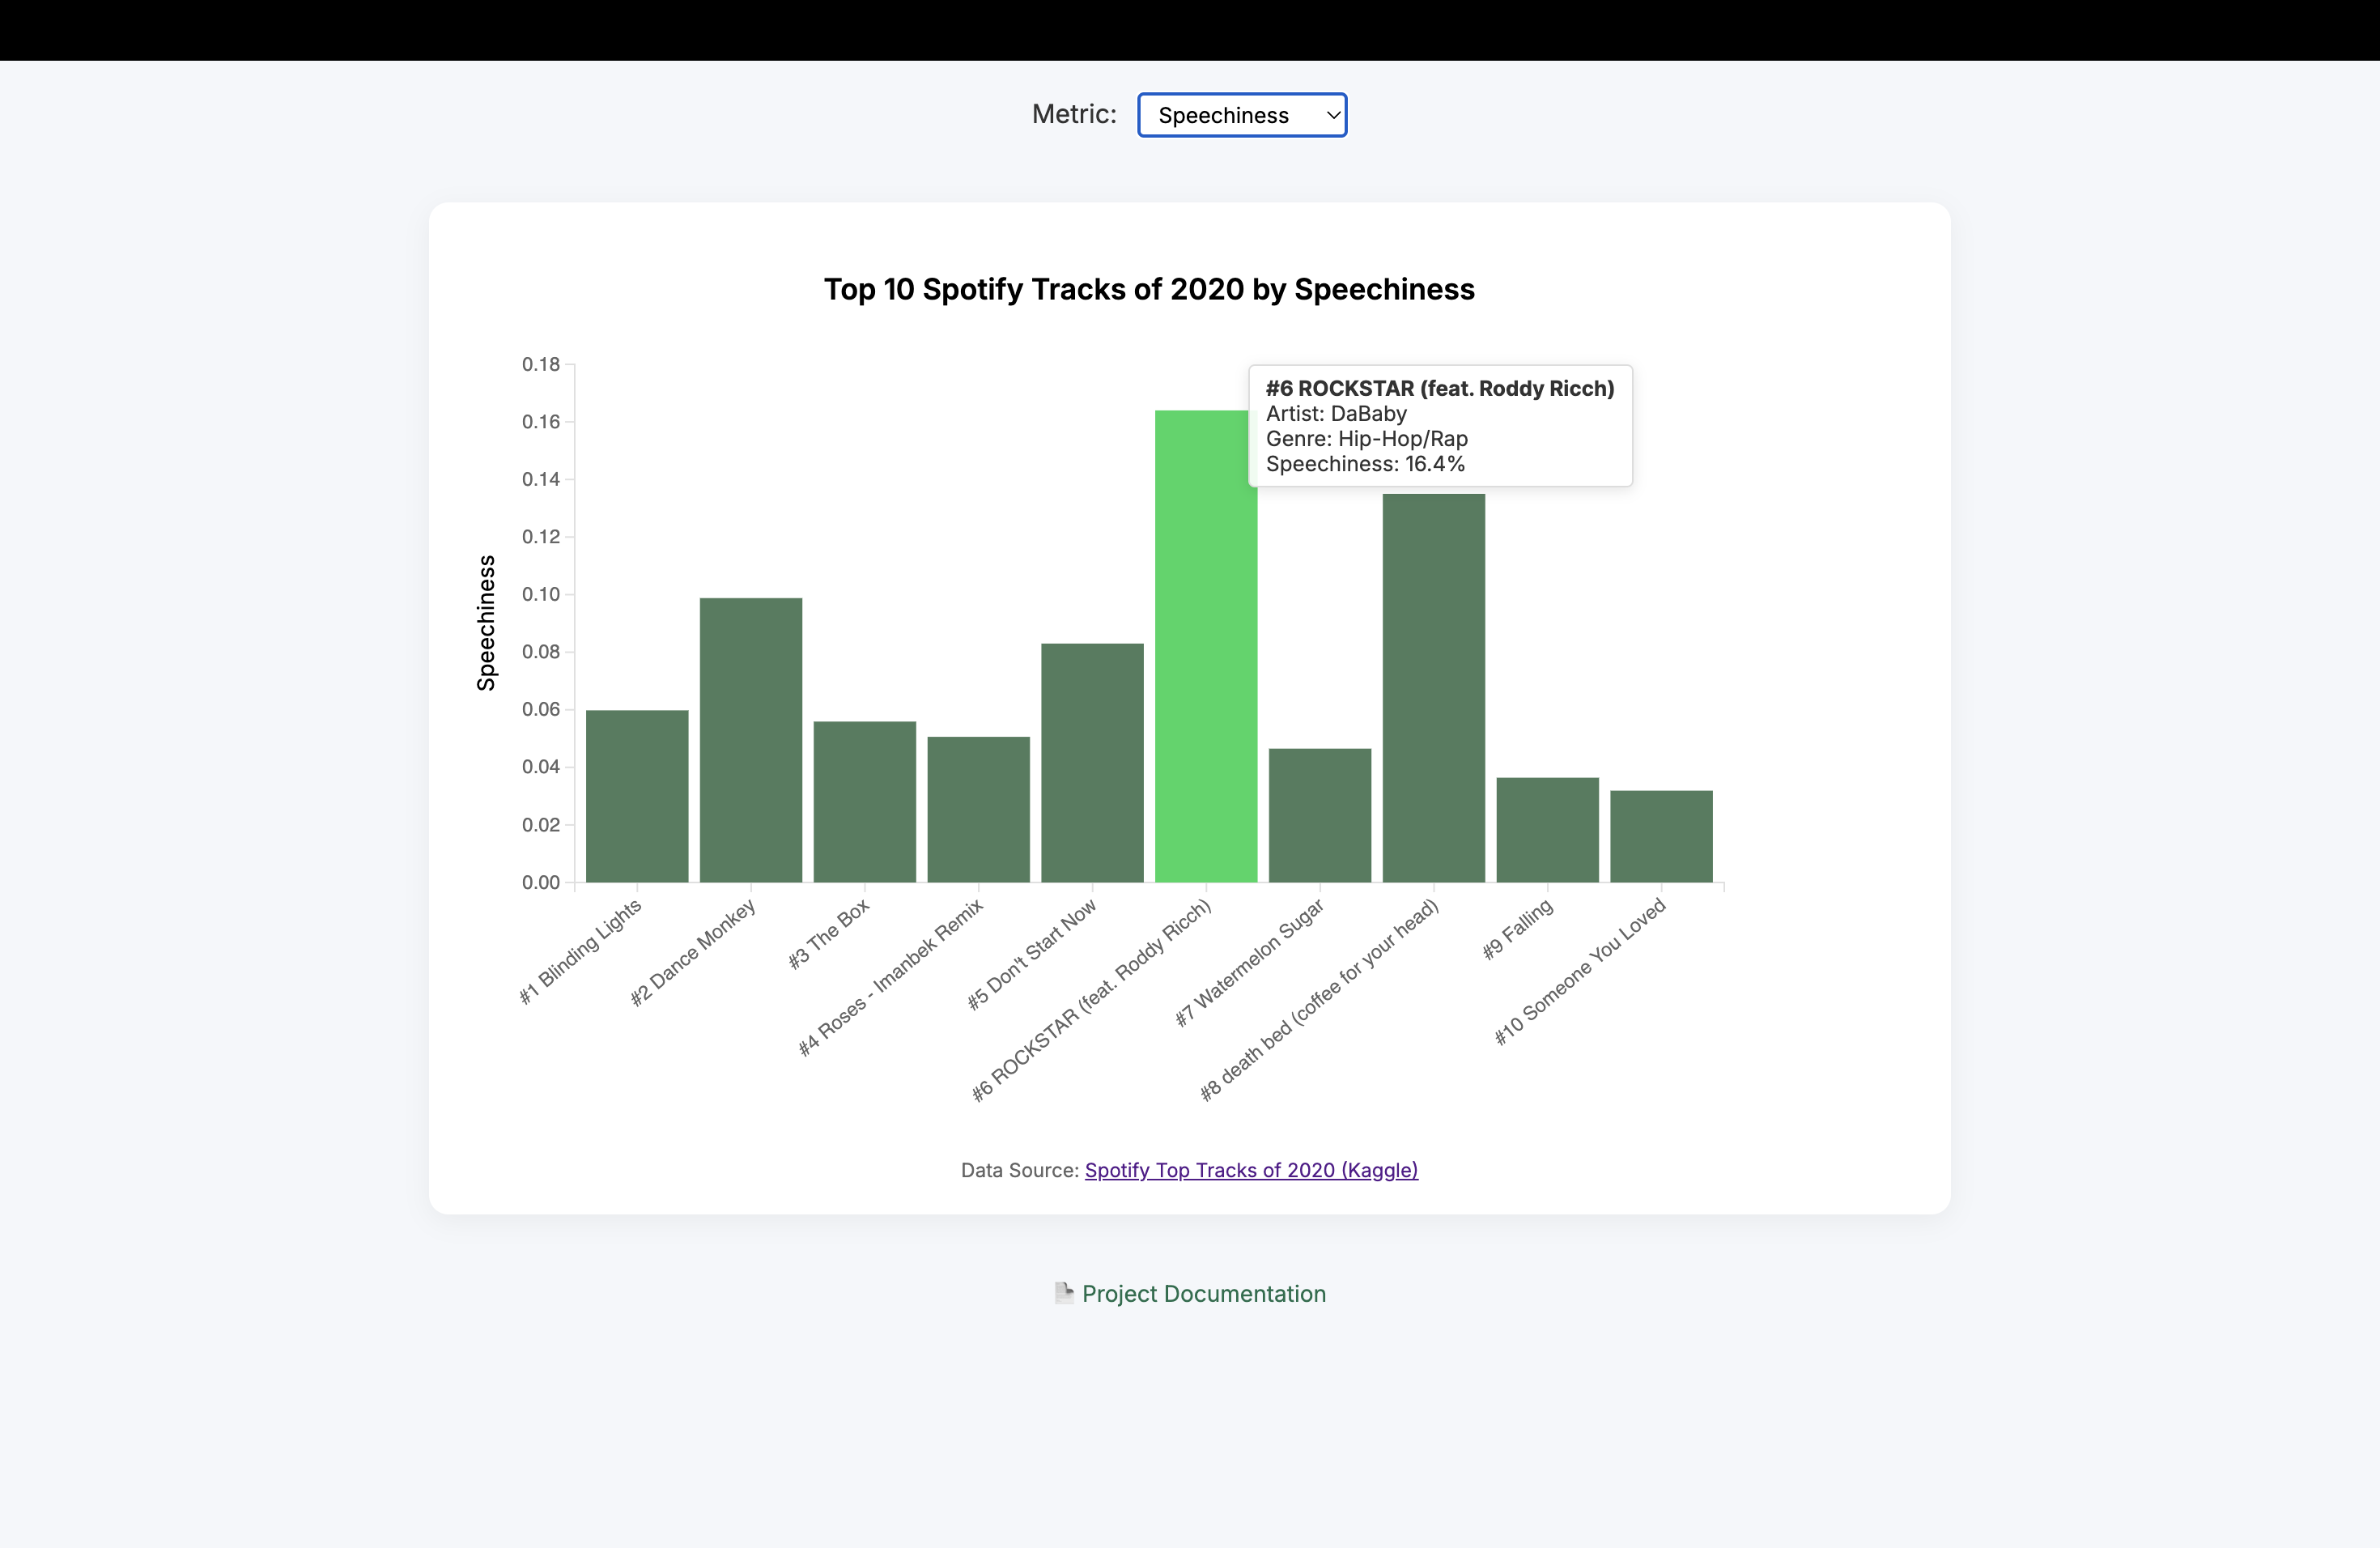 Metric: Speechiness
Top 10 Spotify Tracks of 2020 by Speechiness
Speechiness
0.18
0.16
0.14
0.12
0.10
0.08
0.06
0.04
0.02
0.00
#6 ROCKSTAR (feat. Roddy Ricch)
Artist: DaBaby
Genre: Hip-Hop/Rap
Speechiness: 16.4%
#1 Blinding Lights
#2 Dance Monkey
#3 The Box
#4 Roses - Imanbek Remix
#5 Don't Start Now
#6 ROCKSTAR (feat. Roddy Ricch)
#7 Watermelon Sugar
#8 death bed (coffee for your head)
#9 Falling
#10 Someone You Loved
Data Source: Spotify Top Tracks of 2020 (Kaggle)
Project Documentation